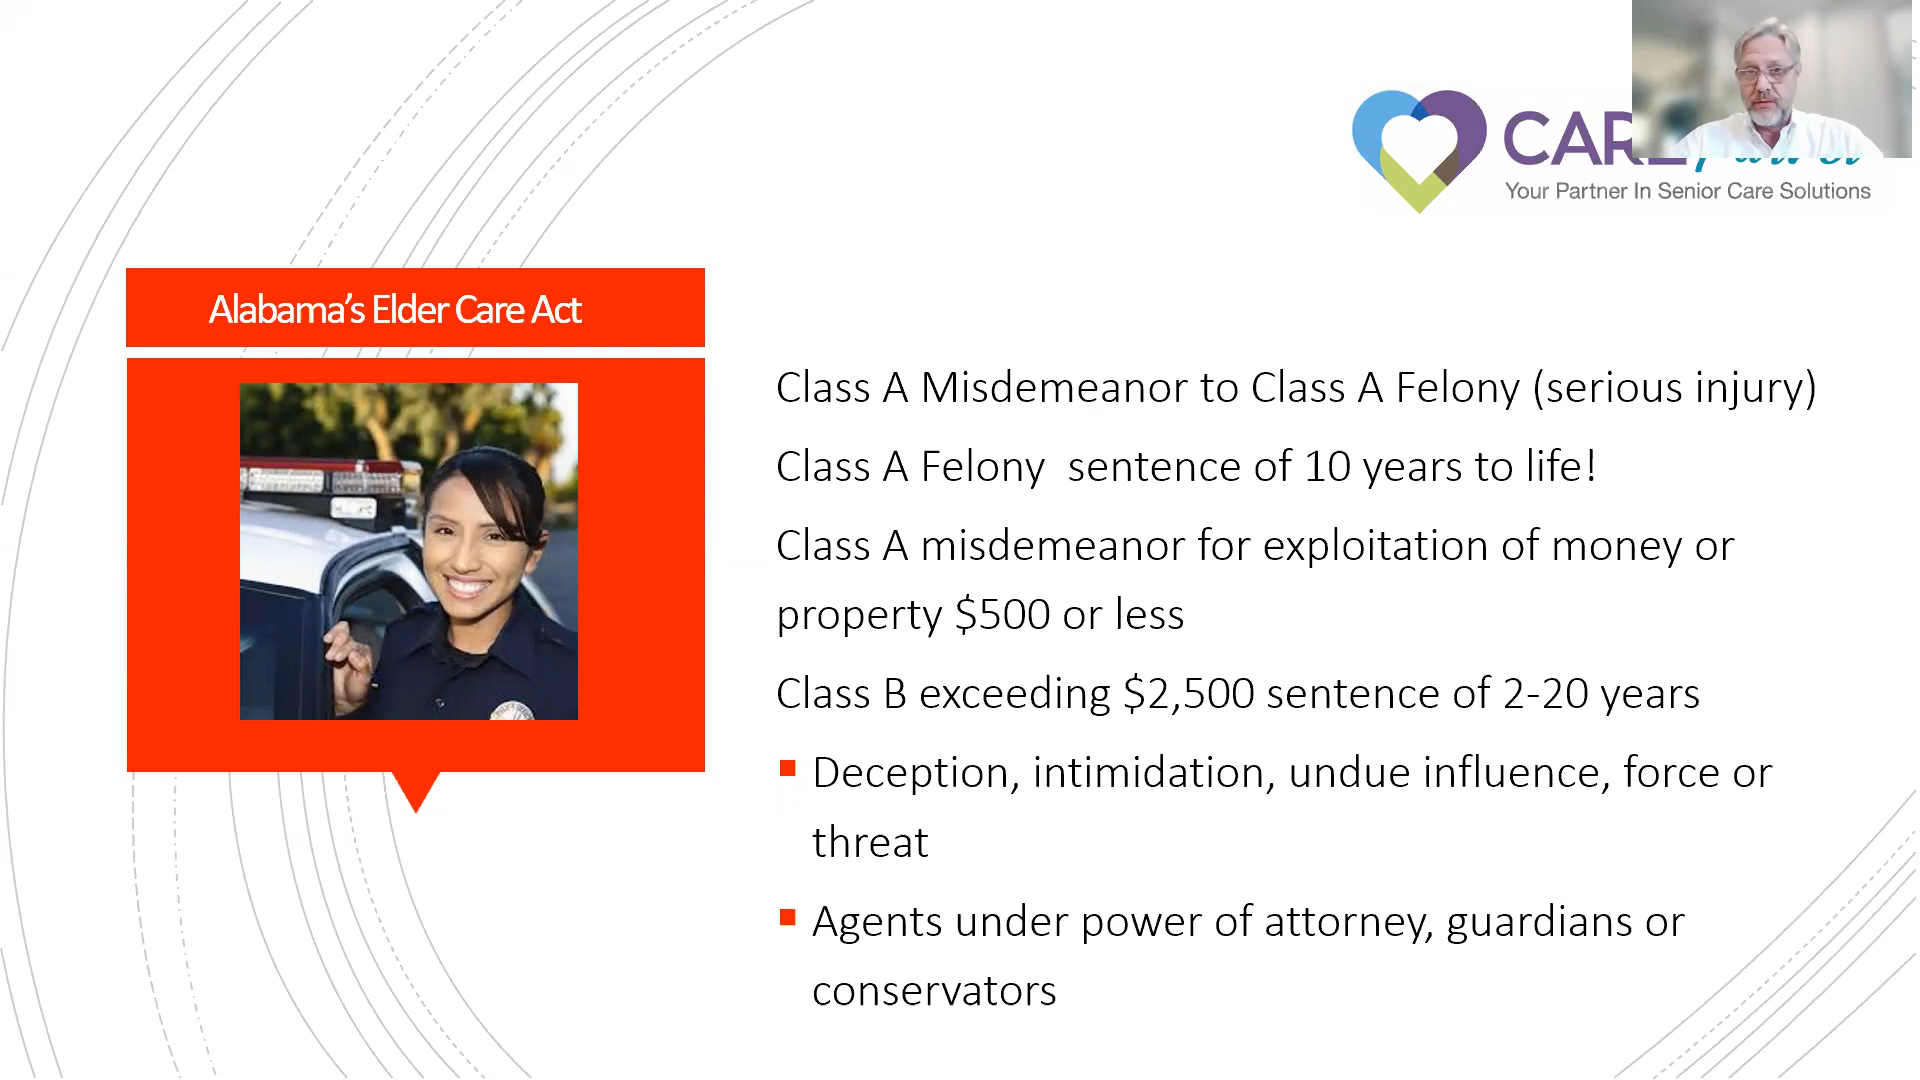 CARE
Your Partner In Senior Care Solutions
Alabama's Elder Care Act
Class A Misdemeanor to Class A Felony (serious injury)
Class A Felony  sentence of 10 years to life!
Class A misdemeanor for exploitation of money or
property $500 or less
Class B exceeding $2,500 sentence of 2-20 years
Deception, intimidation, undue influence, force or
threat
Agents under power of attorney, guardians or
conservators